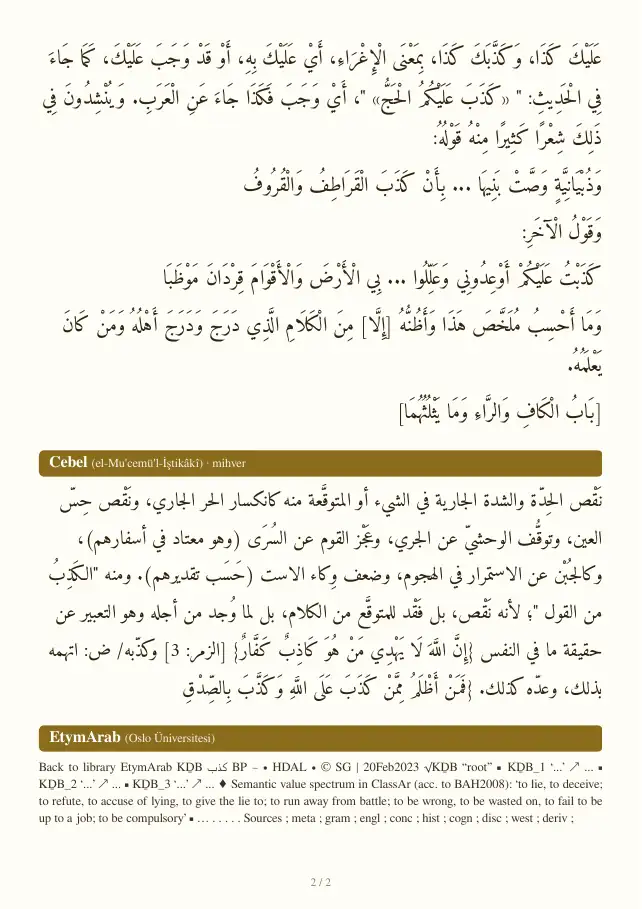 عَلَيْكَ كَذَا، وَكَذَّبَكَ كَذَا، بِمَعْنَى الْإِغْرَاءِ، أَيْ عَلَيْكَ بِهِ، أَوْ قَدْ وَجَبَ عَلَيْكَ، كَمَا جَاءَ
فِي الْحَدِيثِ: " «كَذَبَ عَلَيْكُمُ الْحَجُّ» "، أَيْ وَجَبَ فَكَذَا جَاءَ عَنِ الْعَرَبِ. وَيُنْشِدُونَ فِي
ذَلِكَ شِعْرًا كَثِيرًا مِنْهُ قَوْلُهُ:
وَذُبْيَانِيَّةٍ وَصَّتْ بَنِيهَا ... بِأَنْ كَذَبَ الْقَرَاطِفُ وَالْقُرُوفُ
وَقَوْلُ الْآخَرِ:
كَذَبْتُ عَلَيْكُمْ أَوْعِدُونِي وَعَلِّلُوا ... بِي الْأَرْضَ وَالْأَقْوَامَ قِرْدَانَ مَوْظَبَا
وَمَا أَحْسِبُ مُلَخَّصَ هَذَا وَأَظُنُّهُ [إِلَّا] مِنَ الْكَلَامِ الَّذِي دَرَجَ وَدَرَجَ أَهْلُهُ وَمَنْ كَانَ
يَعْلَمُهُ.
[بَابُ الْكَافِ وَالرَّاءِ وَمَا يَثْلُثُهُمَا]
Cebel (el-Mu'cemü'l-İştikâkî) · mihver
نَقْص الحِدّة والشدة الجارية في الشيء أو المتوقَّعة منه كانكسار الحر الجاري، ونَقْص حِسّ
العين، وتوقُّف الوحشيّ عن الجري، وعَجْز القوم عن السُرَى (وهو معتاد في أسفارهم)،
وكالجُبْن عن الاستمرار في الهجوم، وضعف وِكاء الاست (حَسَب تقديرهم). ومنه "الكَذِبُ
من القول "؛ لأنه نَقْص، بل فَقْد للمتوقَّع من الكلام، بل لما وُجد من أجله وهو التعبير عن
حقيقة ما في النفس {إِنَّ اللَّهَ لَا يَهْدِي مَنْ هُوَ كَاذِبٌ كَفَّارٌ} [الزمر: 3] وكذّبه/ ض: اتهمه
بذلك، وعدّه كذلك. {فَمَنْ أَظْلَمُ مِمَّنْ كَذَبَ عَلَى اللَّهِ وَكَذَّبَ بِالصِّدْقِ
EtymArab (Oslo Üniversitesi)
Back to library EtymArab KḎB كذب BP – • HDAL • © SG | 20Feb2023 √KḎB “root” ▪ KḎB_1 ‘...’ ↗ ... ▪
KḎB_2 ‘...’ ↗ ... ▪ KḎB_3 ‘...’ ↗ ... ♦ Semantic value spectrum in ClassAr (acc. to BAH2008): ‘to lie, to deceive;
to refute, to accuse of lying, to give the lie to; to run away from battle; to be wrong, to be wasted on, to fail to be
up to a job; to be compulsory’ ▪ … . . . . . Sources ; meta ; gram ; engl ; conc ; hist ; cogn ; disc ; west ; deriv ;
2 / 2